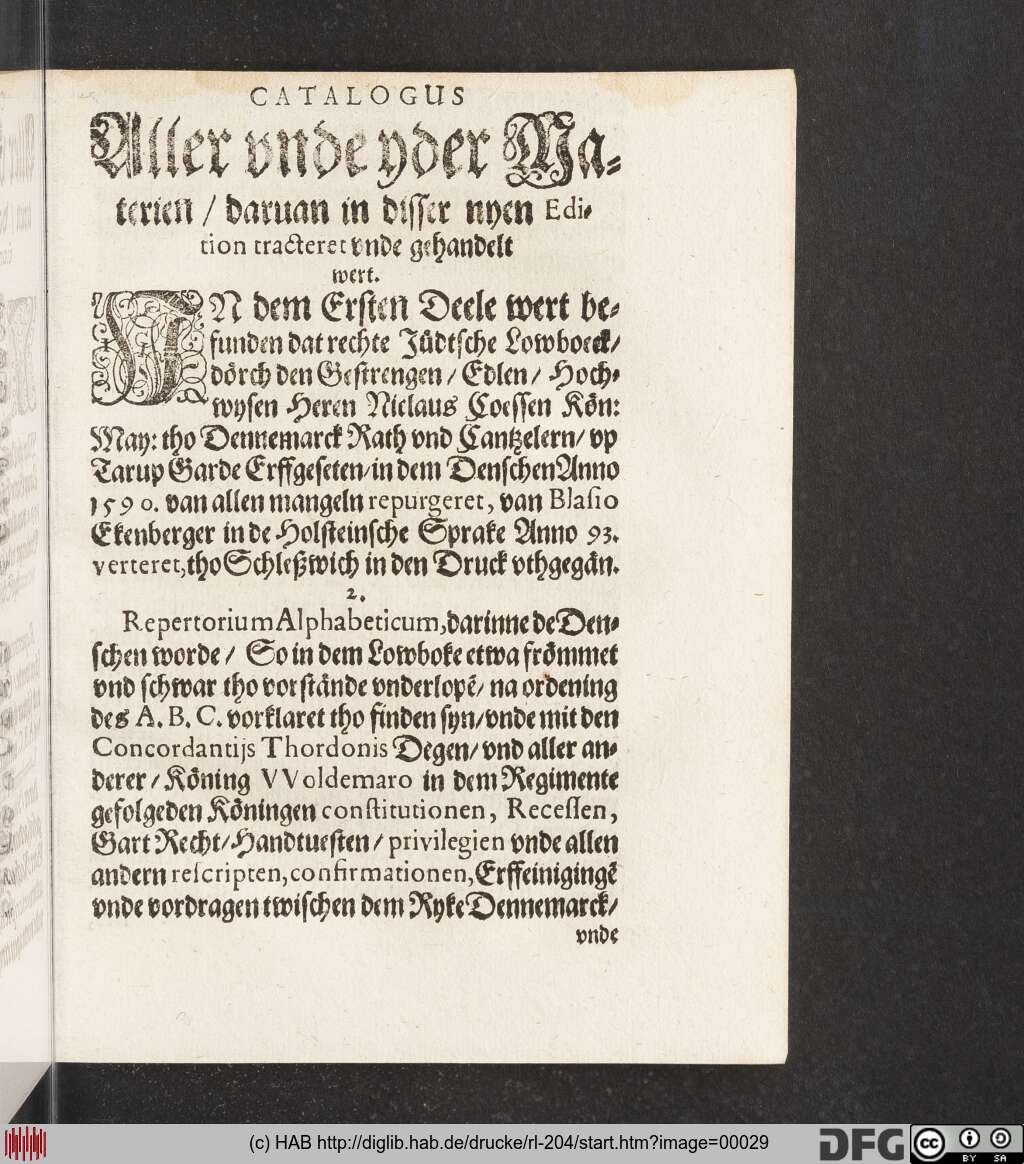 CATALOGUS
Aller vnde yder Ma-
terien / daruan in disser nyen Edi-
tion tracteret vnde gehandelt
wert.
IN dem Ersten Deele wert be-
funden dat rechte Jüdtsche Lowboeck/
dörch den Gestrengen / Edlen / Hoch-
wysen Heren Niclaus Coessen Kön:
May: tho Dennemarck Rath vnd Cantzelern/ vp
Tarup Garde Erffgeseten/ in dem Denschen Anno
1590. van allen mangeln repurgeret, van Blasio
Ekenberger in de Holsteinsche Sprake Anno 93.
verteret, tho Schleßwich in den Druck vthgegän.
2.
Repertorium Alphabeticum, darinne de Den-
schen worde / So in dem Lowboke etwa frömmet
vnd schwar tho vorstände vnderlopẽ/ na ordening
des A. B. C. vorklaret tho finden syn/ vnde mit den
Concordantijs Thordonis Degen/ vnd aller an-
derer / Köning VVoldemaro in dem Regimente
gefolgeden Köningen constitutionen, Recessen,
Gart Recht/ Handtuesten / privilegien vnde allen
andern rescripten, confirmationen, Erffeinigingẽ
vnde vordragen twischen dem Ryke Dennemarck/
vnde
(c) HAB http://diglib.hab.de/drucke/rl-204/start.htm?image=00029
DFG
cc
BY SA